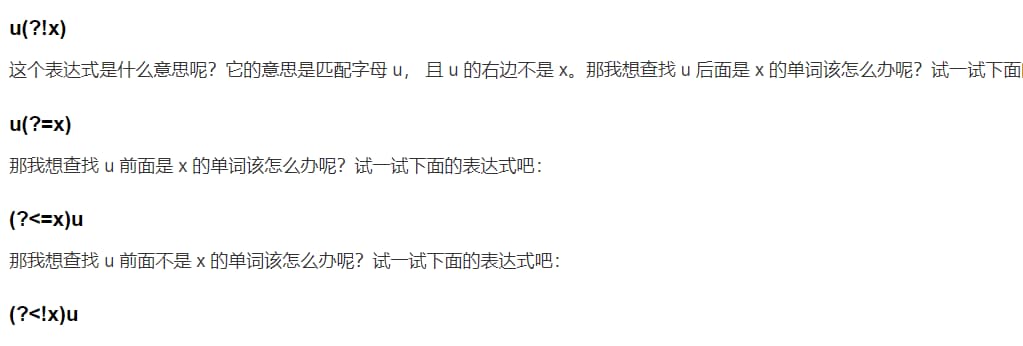 u(?!x)
这个表达式是什么意思呢？它的意思是匹配字母 u， 且 u 的右边不是 x。那我想查找 u 后面是 x 的单词该怎么办呢？试一试下面
u(?=x)
那我想查找 u 前面是 x 的单词该怎么办呢？试一试下面的表达式吧：
(?<=x)u
那我想查找 u 前面不是 x 的单词该怎么办呢？试一试下面的表达式吧：
(?<!x)u